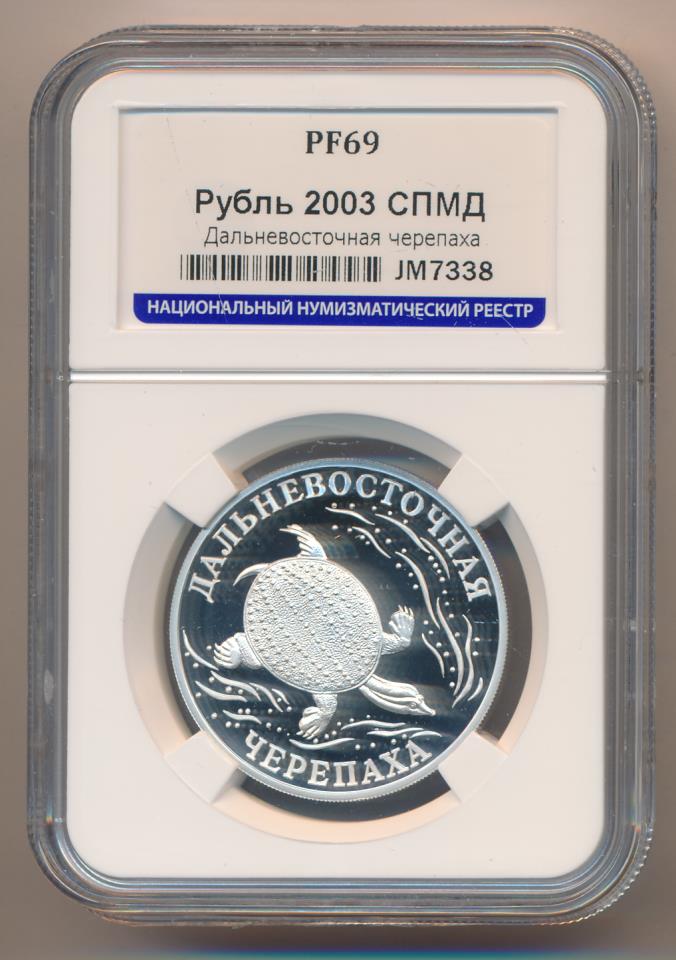 PF69
Рубль 2003 СПМД
Дальневосточная черепаха
JM7338
НАЦИОНАЛЬНЫЙ НУМИЗМАТИЧЕСКИЙ РЕЕСТР
ДАЛЬНЕВОСТОЧНАЯ
ЧЕРЕПАХА